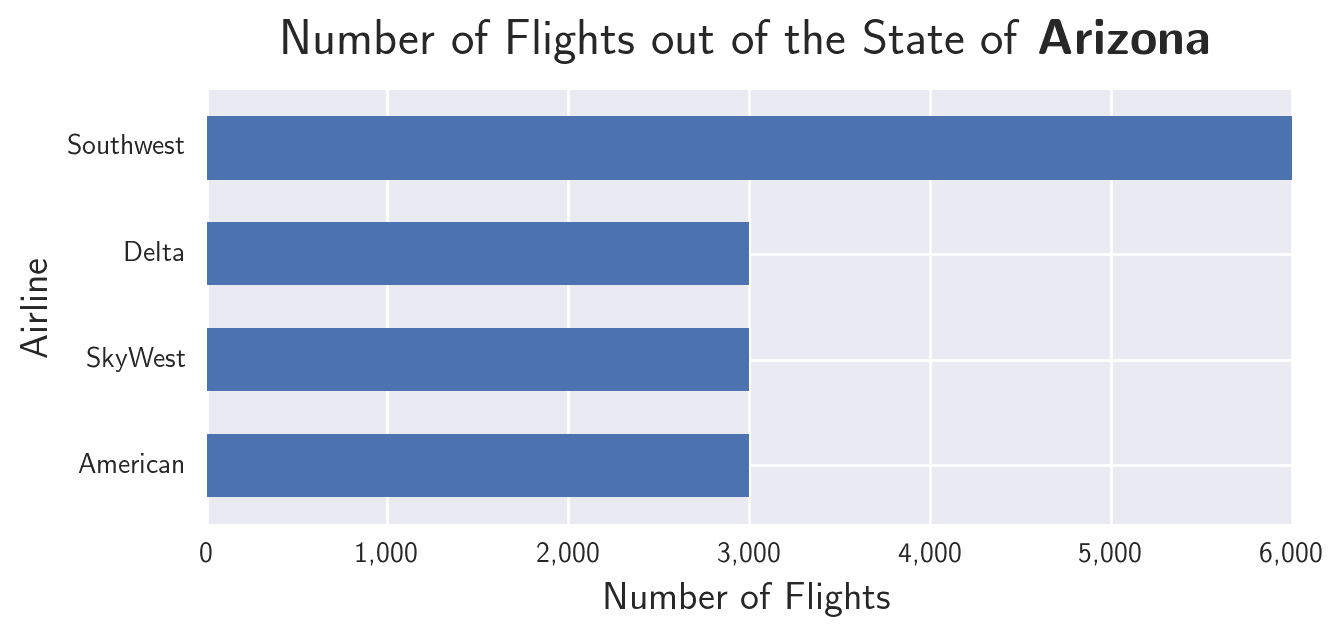 Number of Flights out of the State of Arizona
Southwest
Delta
SkyWest
American
Airline
0 1,000 2,000 3,000 4,000 5,000 6,000
Number of Flights